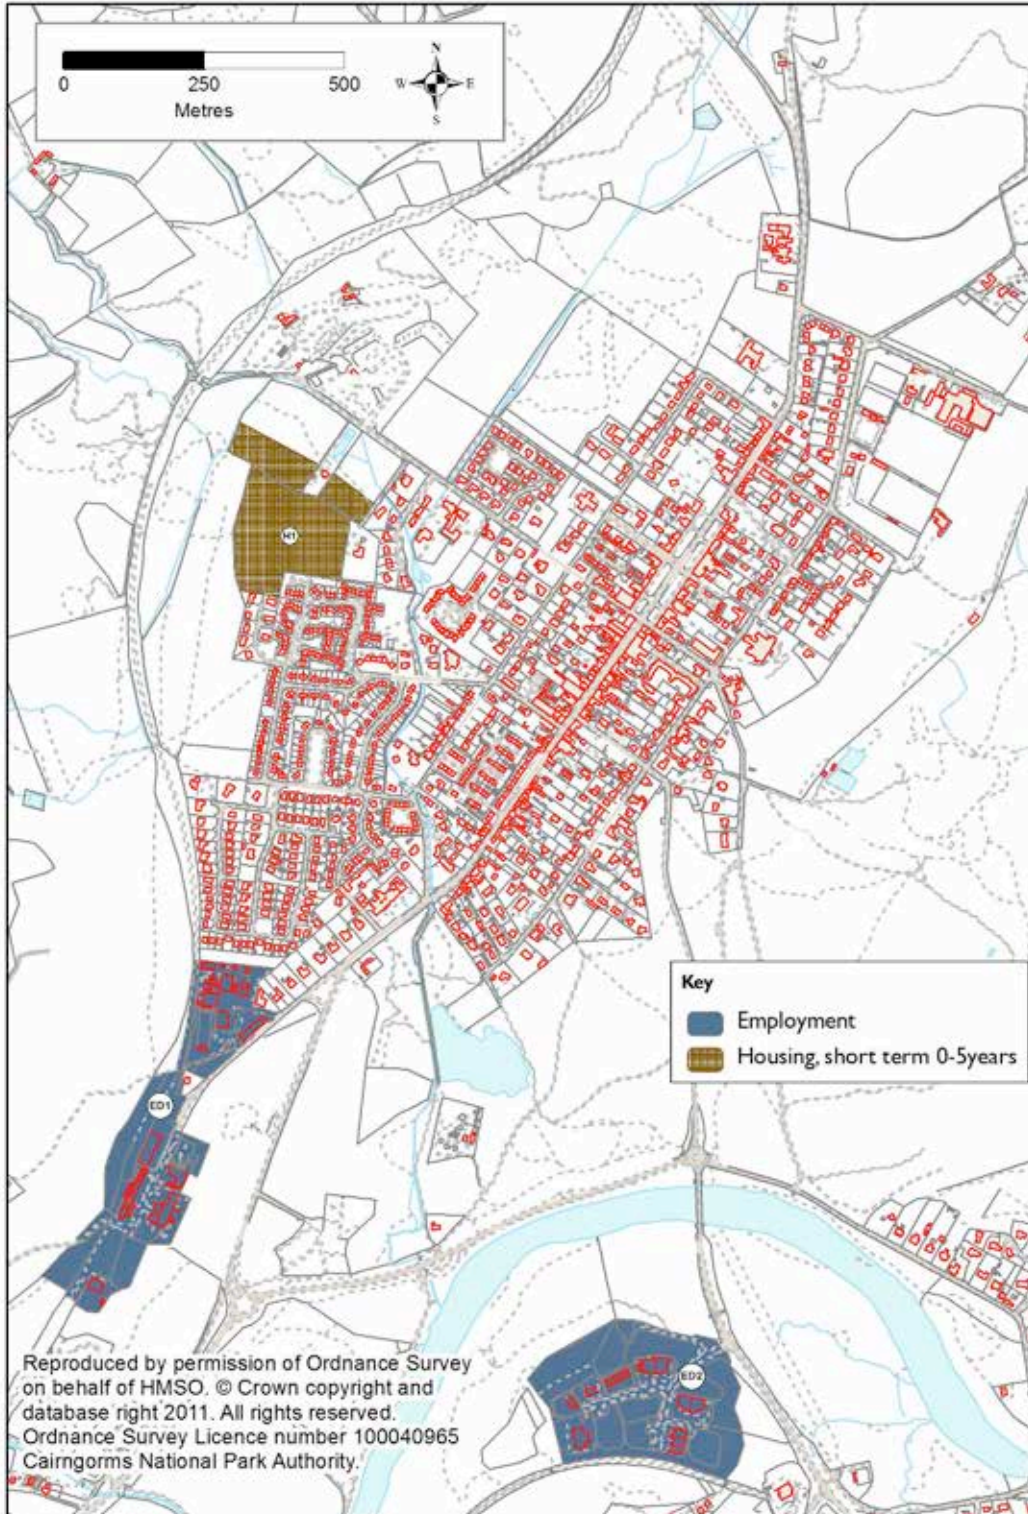 0 250 500
Metres
N
W E
S
H1
Key
Employment
Housing, short term 0-5years
ED1
ED2
Reproduced by permission of Ordnance Survey
on behalf of HMSO. © Crown copyright and
database right 2011. All rights reserved.
Ordnance Survey Licence number 100040965
Cairngorms National Park Authority.